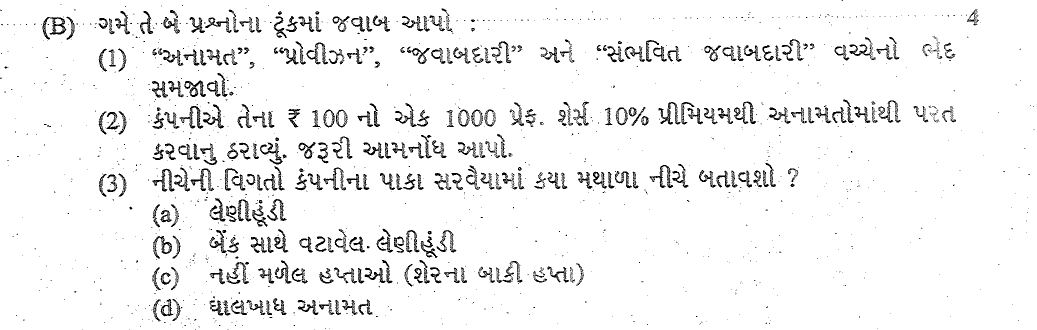 (B) ગમે તે બે પ્રશ્નોના ટૂંકમાં જવાબ આપો : 4
(1) “અનામત”, “પ્રોવીઝન”, “જવાબદારી” અને “સંભવિત જવાબદારી” વચ્ચેનો ભેદ
સમજાવો.
(2) કંપનીએ તેના ₹ 100 નો એક 1000 પ્રેફ. શેર્સ 10% પ્રીમિયમથી અનામતોમાંથી પરત
કરવાનુ ઠરાવ્યું. જરૂરી આમનોંધ આપો.
(3) નીચેની વિગતો કંપનીના પાકા સરવૈયામાં કયા મથાળા નીચે બતાવશો ?
(a) લેણીહૂંડી
(b) બેંક સાથે વટાવેલ લેણીહૂંડી
(c) નહીં મળેલ હપ્તાઓ (શેરના બાકી હપ્તા)
(d) ઘાલખાધ અનામત